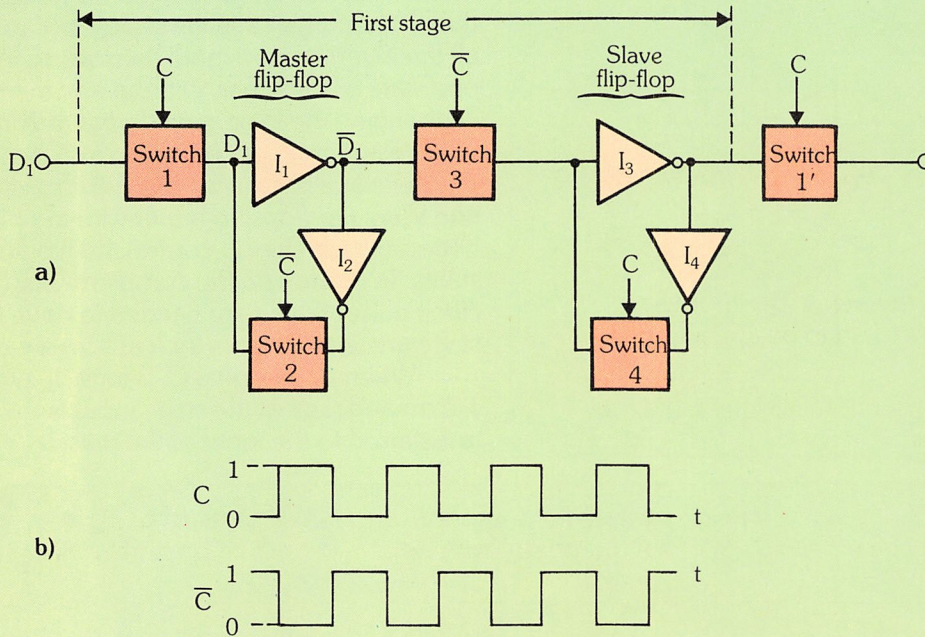 First stage
C
Master
flip-flop
C̅
Slave
flip-flop
C
D₁
Switch
1
D₁
I₁
D̅₁
Switch
3
I₃
Switch
1'
a)
C̅
I₂
C
I₄
Switch
2
Switch
4
b)
C
1
0
t
C̅
1
0
t